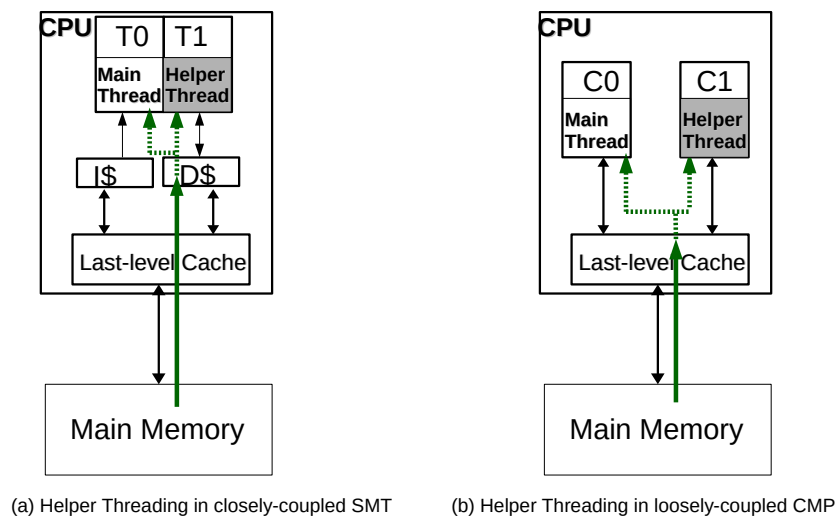 CPU
T0 T1
Main Thread
Helper Thread
I$
D$
Last-level Cache
Main Memory
(a) Helper Threading in closely-coupled SMT
CPU
C0
C1
Main Thread
Helper Thread
Last-level Cache
Main Memory
(b) Helper Threading in loosely-coupled CMP